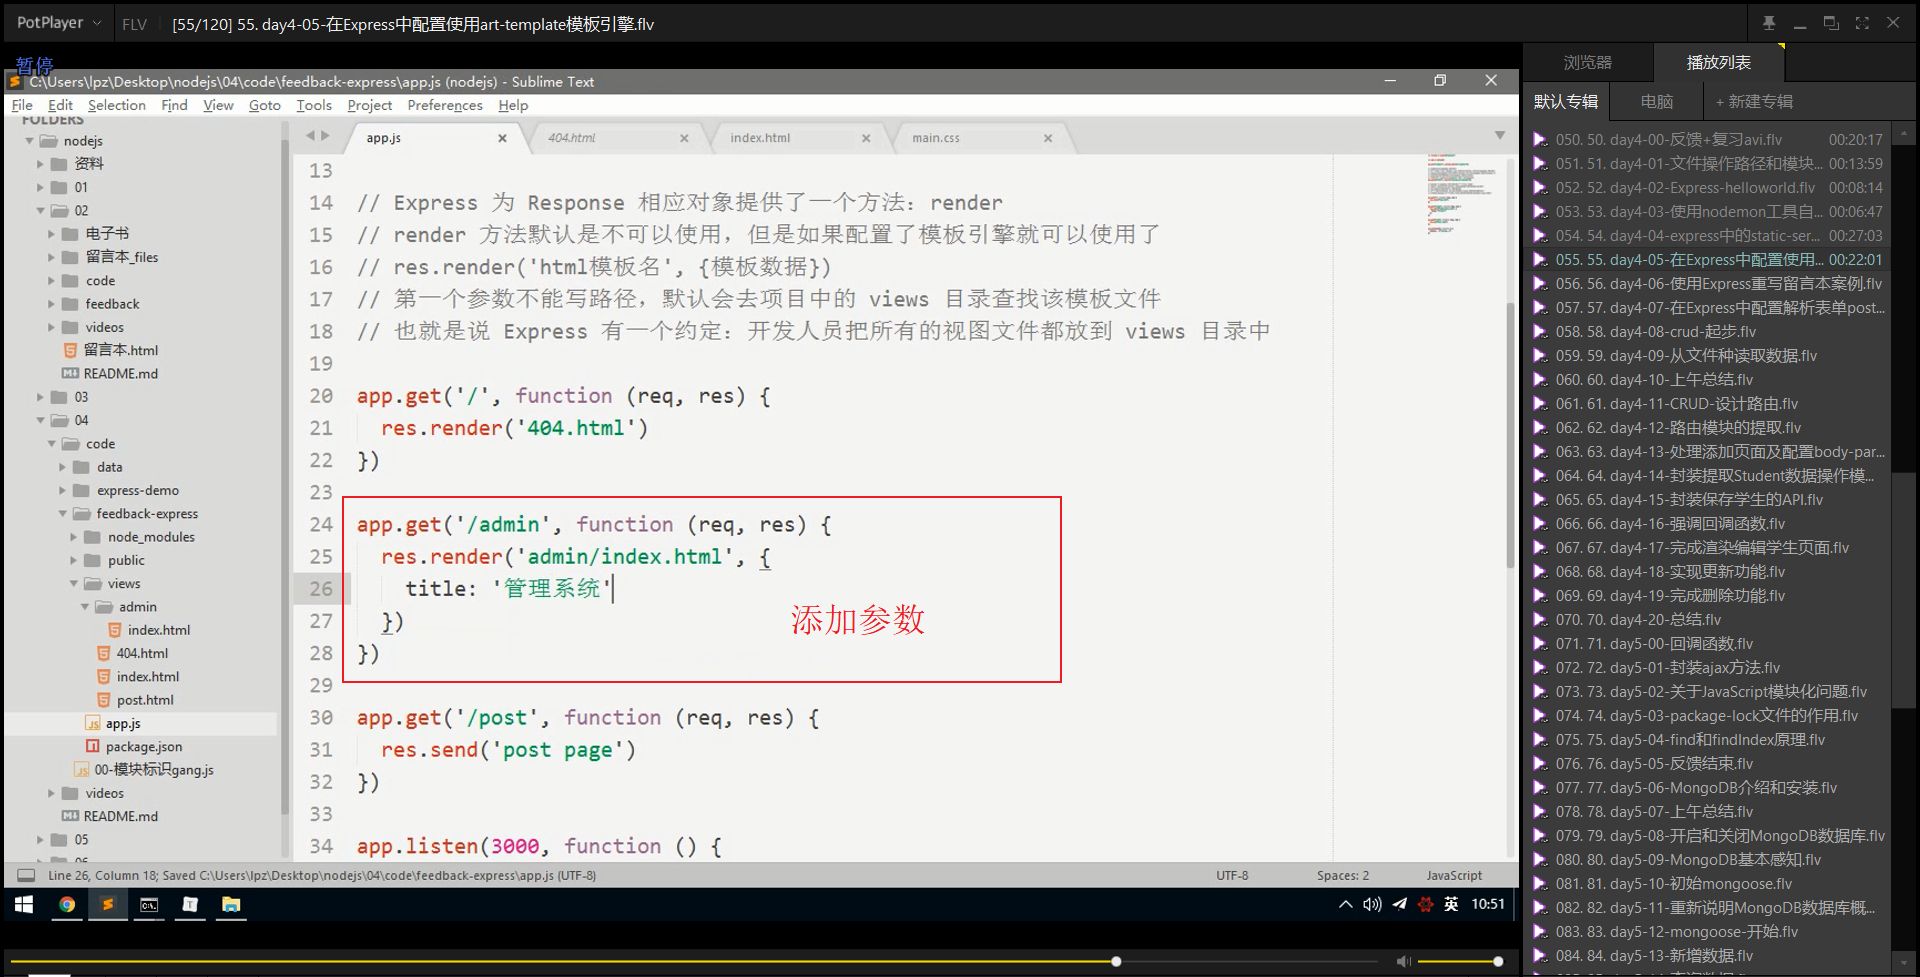 PotPlayer
FLV
[55/120] 55. day4-05-在Express中配置使用art-template模板引擎.flv
暂停
C:\Users\lpz\Desktop\nodejs\04\code\feedback-express\app.js (nodejs) - Sublime Text
File Edit Selection Find View Goto Tools Project Preferences Help
FOLDERS
nodejs
资料
01
02
电子书
留言本_files
code
feedback
videos
留言本.html
README.md
03
04
code
data
express-demo
feedback-express
node_modules
public
views
admin
index.html
404.html
index.html
post.html
app.js
package.json
00-模块标识gang.js
videos
README.md
05
06
app.js
404.html
index.html
main.css
13
14 // Express 为 Response 相应对象提供了一个方法：render
15 // render 方法默认是不可以使用，但是如果配置了模板引擎就可以使用了
16 // res.render('html模板名', {模板数据})
17 // 第一个参数不能写路径，默认会去项目中的 views 目录查找该模板文件
18 // 也就是说 Express 有一个约定：开发人员把所有的视图文件都放到 views 目录中
19
20 app.get('/', function (req, res) {
21 res.render('404.html')
22 })
23
24 app.get('/admin', function (req, res) {
25 res.render('admin/index.html', {
26 title: '管理系统'
27 })
28 })
29
30 app.get('/post', function (req, res) {
31 res.send('post page')
32 })
33
34 app.listen(3000, function () {
添加参数
Line 26, Column 18; Saved C:\Users\lpz\Desktop\nodejs\04\code\feedback-express\app.js (UTF-8)
UTF-8
Spaces: 2
JavaScript
英
10:51
浏览器
播放列表
默认专辑
电脑
+ 新建专辑
050. 50. day4-00-反馈+复习avi.flv 00:20:17
051. 51. day4-01-文件操作路径和模块... 00:13:59
052. 52. day4-02-Express-helloworld.flv 00:08:14
053. 53. day4-03-使用nodemon工具自... 00:06:47
054. 54. day4-04-express中的static-ser... 00:27:03
055. 55. day4-05-在Express中配置使用... 00:22:01
056. 56. day4-06-使用Express重写留言本案例.flv
057. 57. day4-07-在Express中配置解析表单post...
058. 58. day4-08-crud-起步.flv
059. 59. day4-09-从文件种读取数据.flv
060. 60. day4-10-上午总结.flv
061. 61. day4-11-CRUD-设计路由.flv
062. 62. day4-12-路由模块的提取.flv
063. 63. day4-13-处理添加页面及配置body-par...
064. 64. day4-14-封装提取Student数据操作模...
065. 65. day4-15-封装保存学生的API.flv
066. 66. day4-16-强调回调函数.flv
067. 67. day4-17-完成渲染编辑学生页面.flv
068. 68. day4-18-实现更新功能.flv
069. 69. day4-19-完成删除功能.flv
070. 70. day4-20-总结.flv
071. 71. day5-00-回调函数.flv
072. 72. day5-01-封装ajax方法.flv
073. 73. day5-02-关于JavaScript模块化问题.flv
074. 74. day5-03-package-lock文件的作用.flv
075. 75. day5-04-find和findIndex原理.flv
076. 76. day5-05-反馈结束.flv
077. 77. day5-06-MongoDB介绍和安装.flv
078. 78. day5-07-上午总结.flv
079. 79. day5-08-开启和关闭MongoDB数据库.flv
080. 80. day5-09-MongoDB基本感知.flv
081. 81. day5-10-初始mongoose.flv
082. 82. day5-11-重新说明MongoDB数据库概...
083. 83. day5-12-mongoose-开始.flv
084. 84. day5-13-新增数据.flv